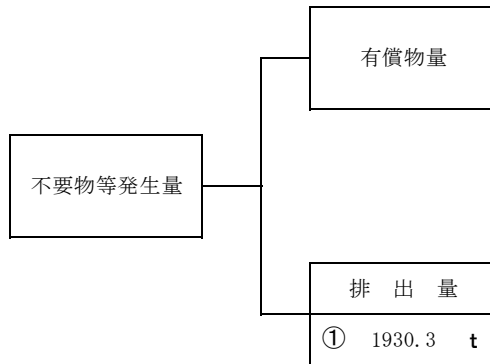 有償物量
不要物等発生量
排 出 量
① 1930.3 t